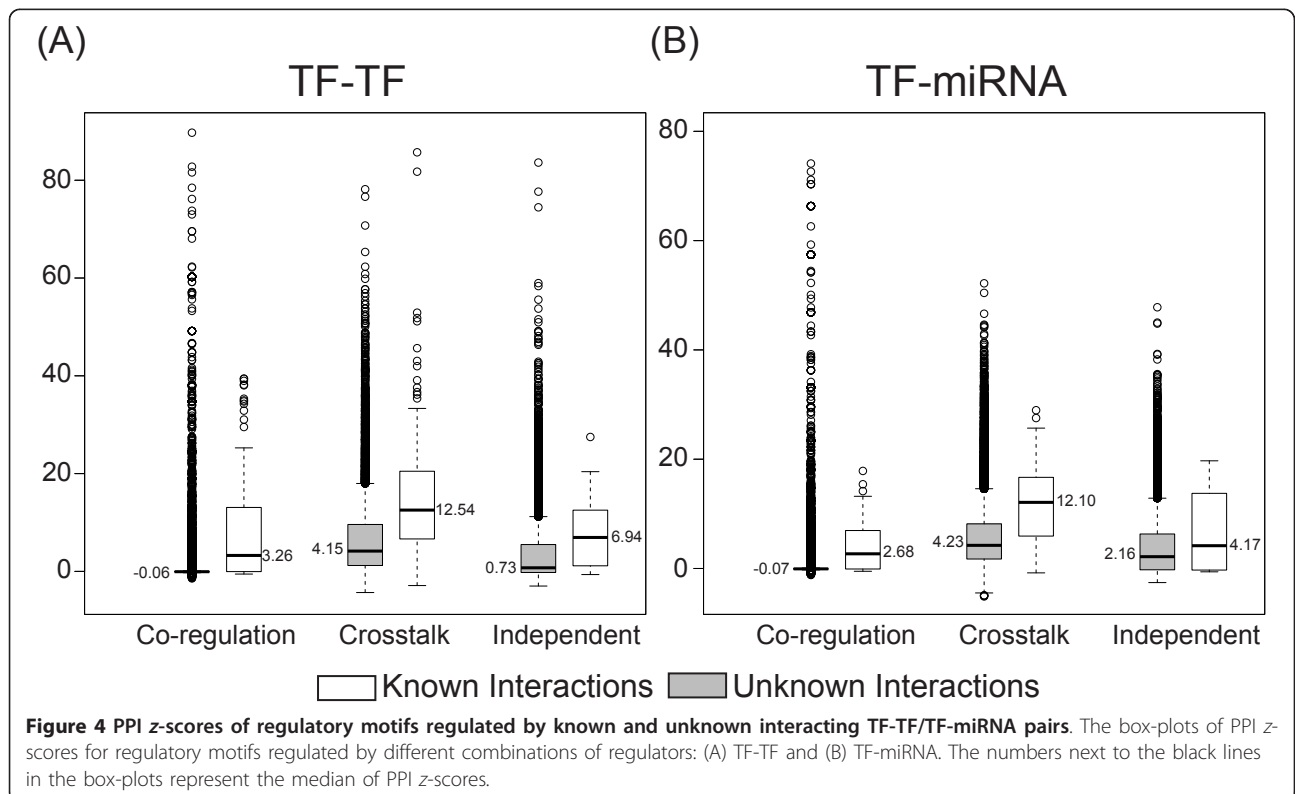 (A)
(B)
TF-TF
TF-miRNA
80
60
40
20
0
-0.06
3.26
4.15
12.54
0.73
6.94
Co-regulation
Crosstalk
Independent
80
60
40
20
0
-0.07
2.68
4.23
12.10
2.16
4.17
Co-regulation
Crosstalk
Independent
Known Interactions
Unknown Interactions
Figure 4 PPI z-scores of regulatory motifs regulated by known and unknown interacting TF-TF/TF-miRNA pairs. The box-plots of PPI z-
scores for regulatory motifs regulated by different combinations of regulators: (A) TF-TF and (B) TF-miRNA. The numbers next to the black lines
in the box-plots represent the median of PPI z-scores.